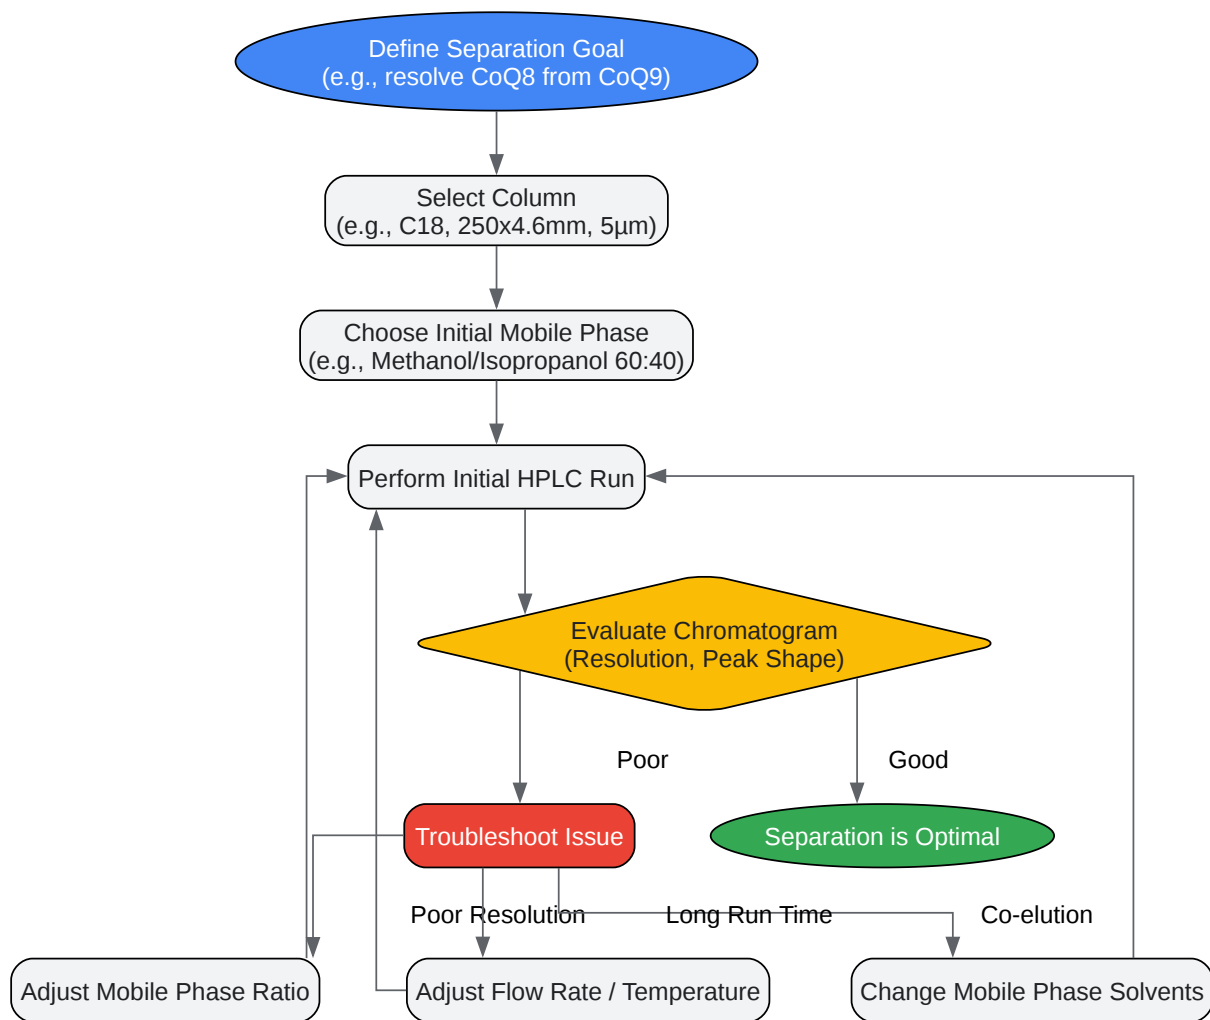 Define Separation Goal
(e.g., resolve CoQ8 from CoQ9)
Select Column
(e.g., C18, 250x4.6mm, 5µm)
Choose Initial Mobile Phase
(e.g., Methanol/Isopropanol 60:40)
Perform Initial HPLC Run
Evaluate Chromatogram
(Resolution, Peak Shape)
Poor
Good
Troubleshoot Issue
Separation is Optimal
Poor Resolution
Long Run Time
Co-elution
Adjust Mobile Phase Ratio
Adjust Flow Rate / Temperature
Change Mobile Phase Solvents